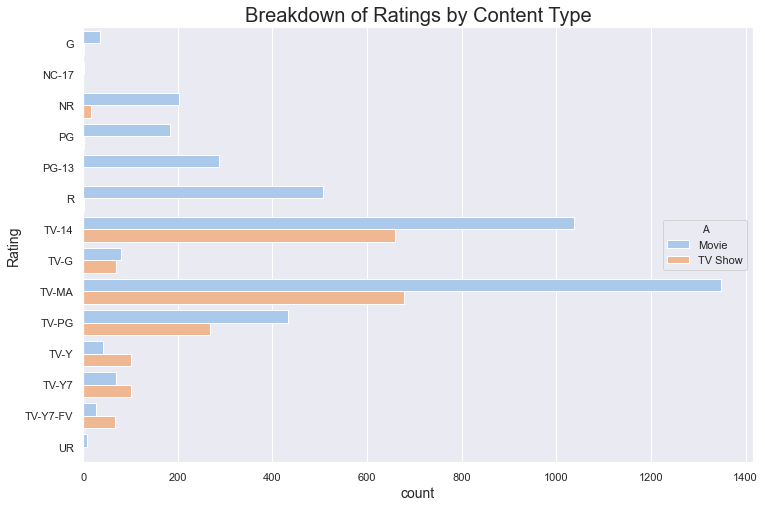 Breakdown of Ratings by Content Type
Rating
G
NC-17
NR
PG
PG-13
R
TV-14
TV-G
TV-MA
TV-PG
TV-Y
TV-Y7
TV-Y7-FV
UR
A
Movie
TV Show
0 200 400 600 800 1000 1200 1400
count